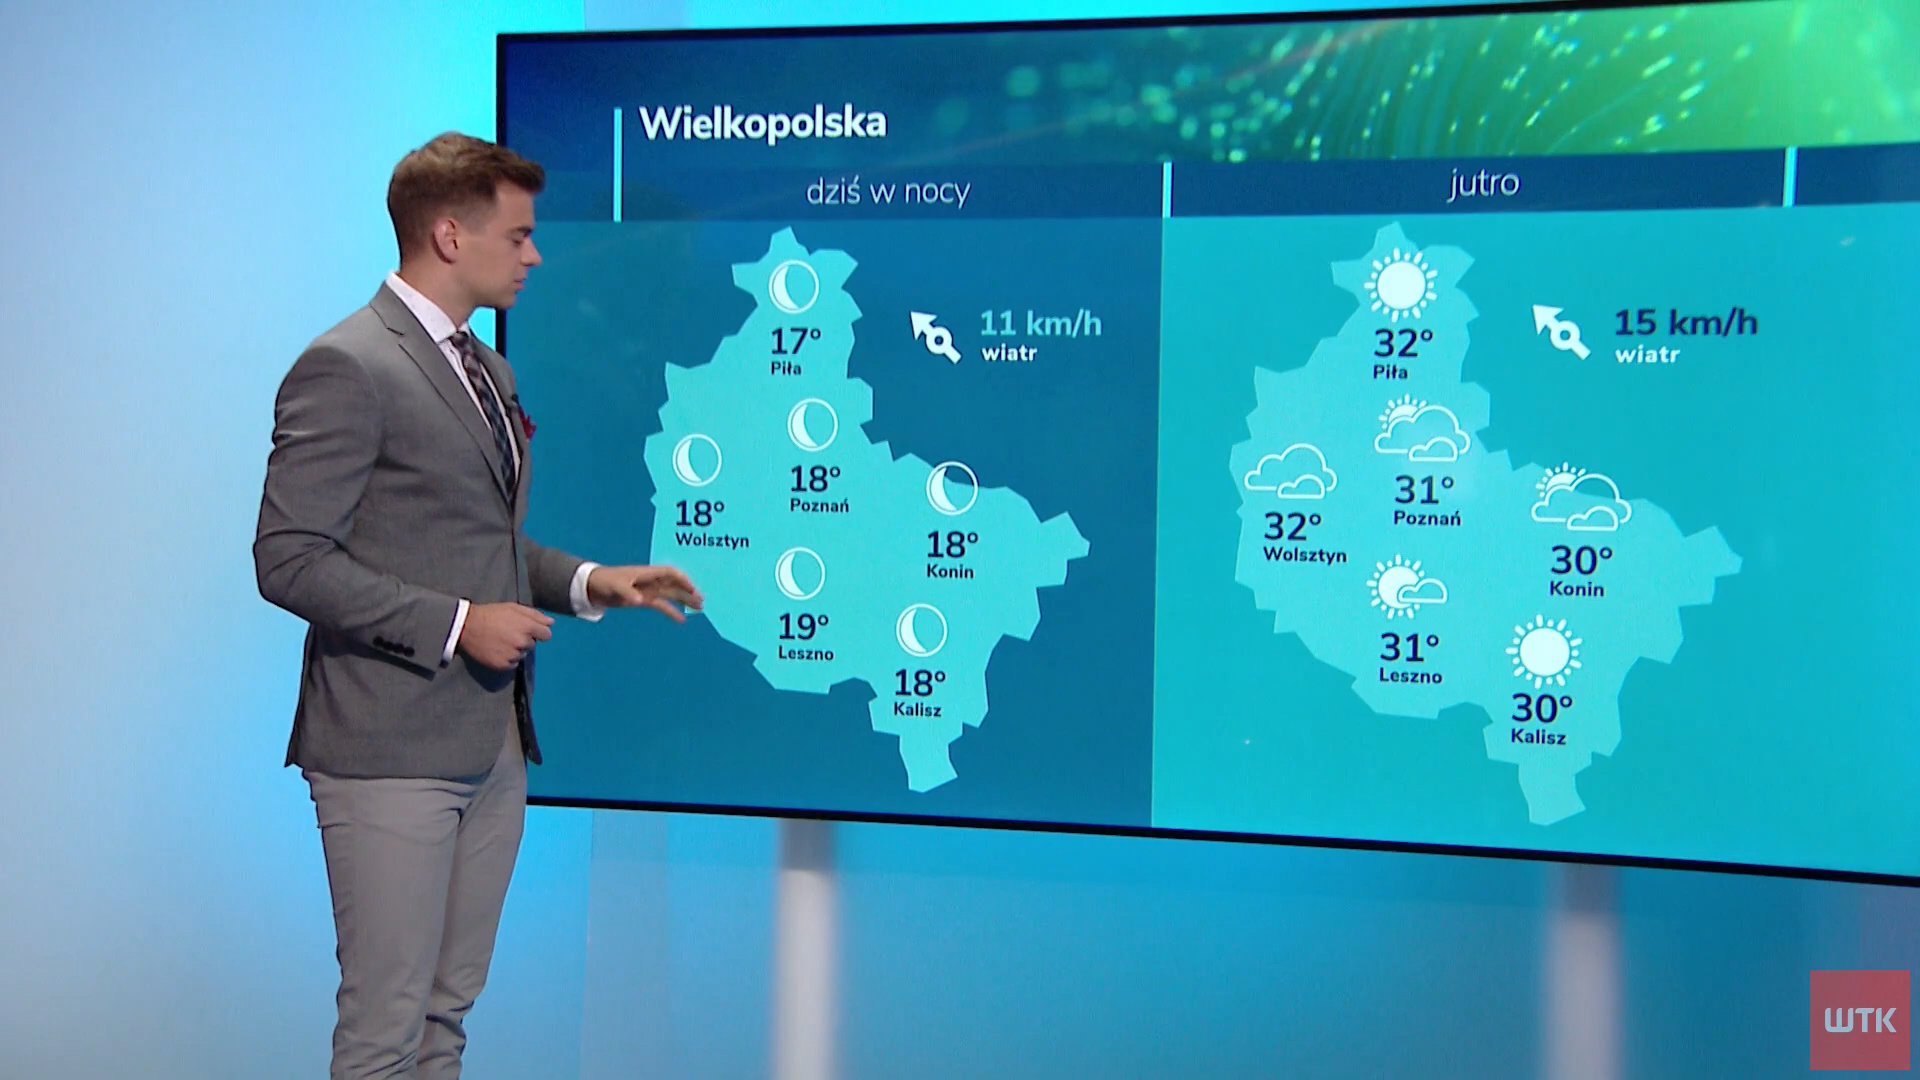 Wielkopolska
dziś w nocy
17°
Piła
11 km/h
wiatr
18°
Poznań
18°
Wolsztyn
18°
Konin
19°
Leszno
18°
Kalisz
jutro
32°
Piła
15 km/h
wiatr
31°
Poznań
32°
Wolsztyn
30°
Konin
31°
Leszno
30°
Kalisz
WTK